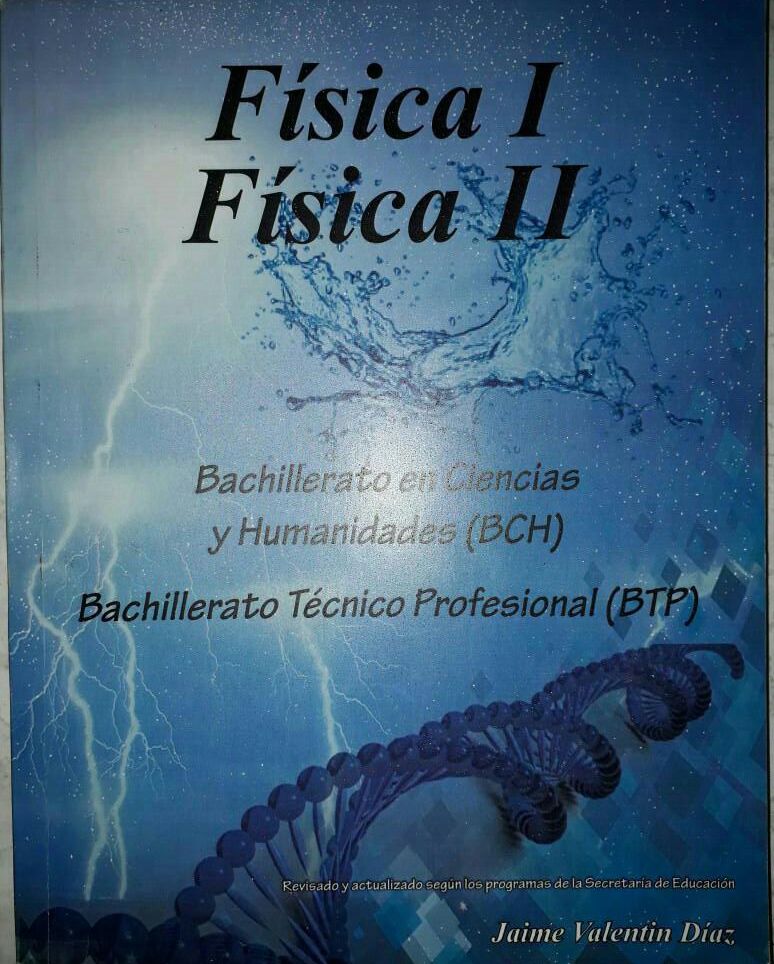 Física I
Física II
Bachillerato en Ciencias
y Humanidades (BCH)
Bachillerato Técnico Profesional (BTP)
Revisado y actualizado según los programas de la Secretaría de Educación
Jaime Valentin Díaz